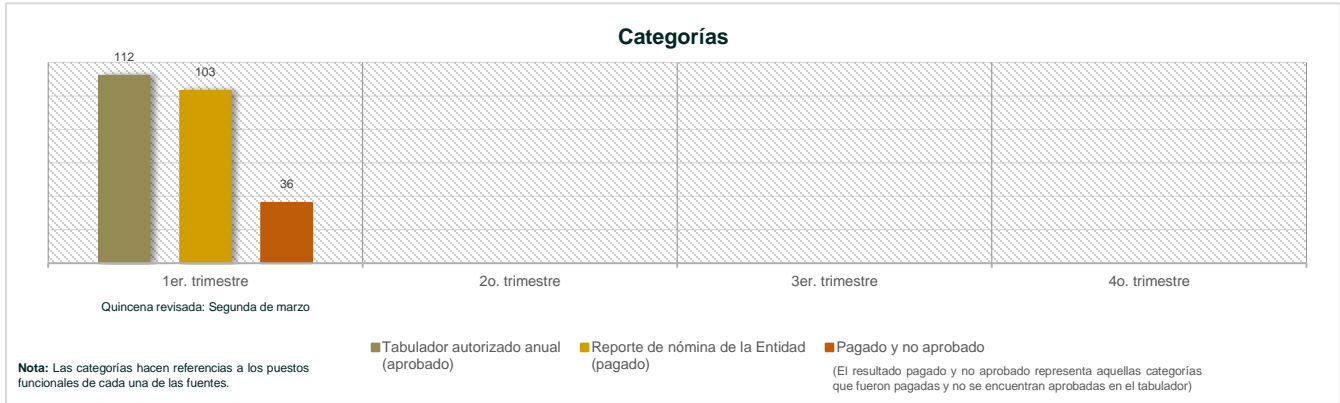 Categorías
112
103
36
1er. trimestre
2o. trimestre
3er. trimestre
4o. trimestre
Quincena revisada: Segunda de marzo
Tabulador autorizado anual
(aprobado)
Reporte de nómina de la Entidad
(pagado)
Pagado y no aprobado
(El resultado pagado y no aprobado representa aquellas categorías
que fueron pagadas y no se encuentran aprobadas en el tabulador)
Nota: Las categorías hacen referencias a los puestos
funcionales de cada una de las fuentes.